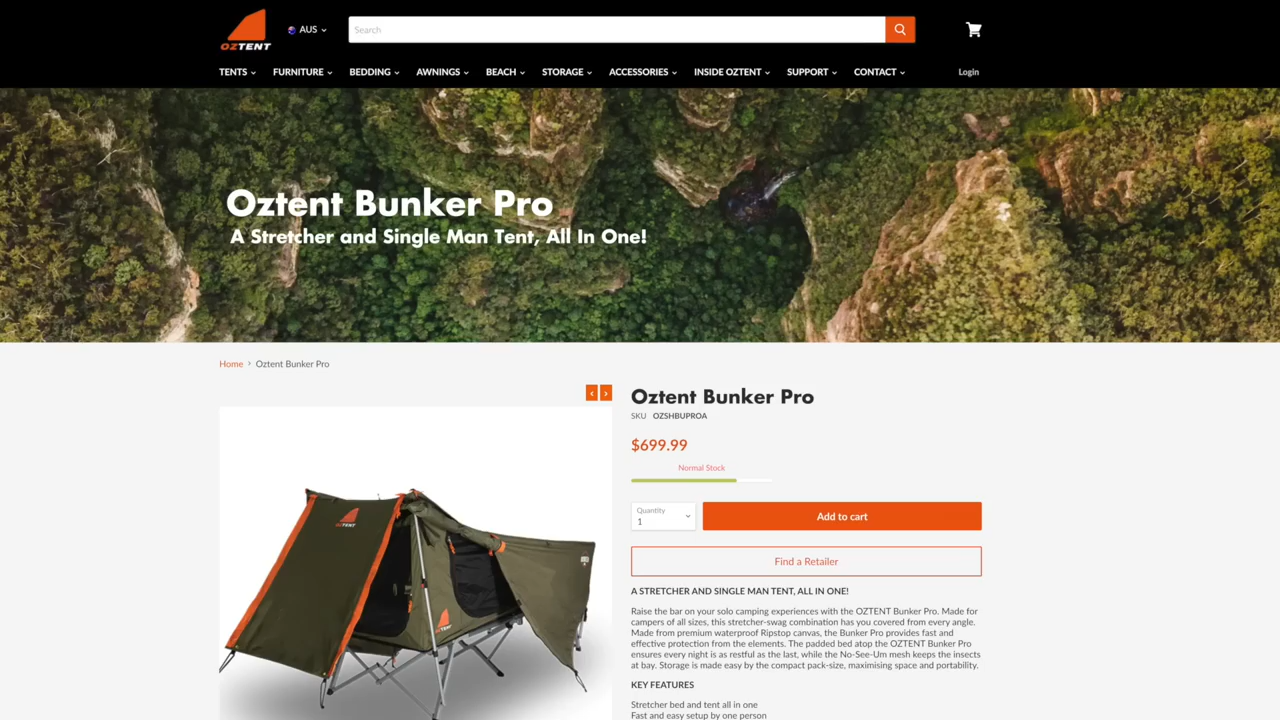 OZTENT
AUS
Search
TENTS
FURNITURE
BEDDING
AWNINGS
BEACH
STORAGE
ACCESSORIES
INSIDE OZTENT
SUPPORT
CONTACT
Login
Oztent Bunker Pro
A Stretcher and Single Man Tent, All In One!
Home > Oztent Bunker Pro
Oztent Bunker Pro
SKU OZSHBUPROA
$699.99
Normal Stock
Quantity
1
Add to cart
Find a Retailer
A STRETCHER AND SINGLE MAN TENT, ALL IN ONE!
Raise the bar on your solo camping experiences with the OZTENT Bunker Pro. Made for
campers of all sizes, this stretcher-swag combination has you covered from every angle.
Made from premium waterproof Ripstop canvas, the Bunker Pro provides fast and
effective protection from the elements. The padded bed atop the OZTENT Bunker Pro
ensures every night is as restful as the last, while the No-See-Um mesh keeps the insects
at bay. Storage is made easy by the compact pack-size, maximising space and portability.
KEY FEATURES
Stretcher bed and tent all in one
Fast and easy setup by one person
OZTENT
OZTENT